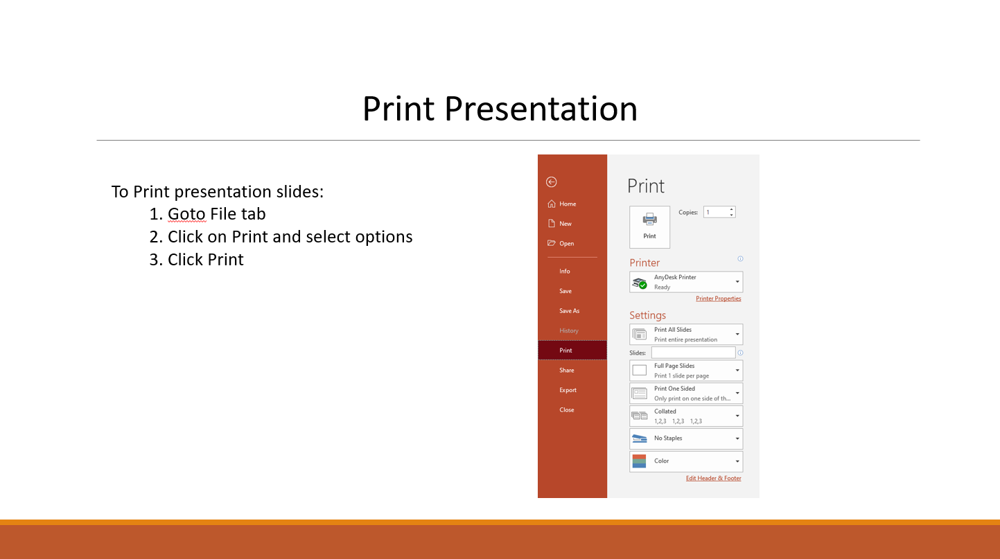 Print Presentation
To Print presentation slides:
1. Goto File tab
2. Click on Print and select options
3. Click Print
Home
New
Open
Info
Save
Save As
History
Print
Share
Export
Close
Print
Print
Copies: 1
Printer
AnyDesk Printer
Ready
Printer Properties
Settings
Print All Slides
Print entire presentation
Slides:
Full Page Slides
Print 1 slide per page
Print One Sided
Only print on one side of th...
Collated
1,2,3 1,2,3 1,2,3
No Staples
Color
Edit Header & Footer